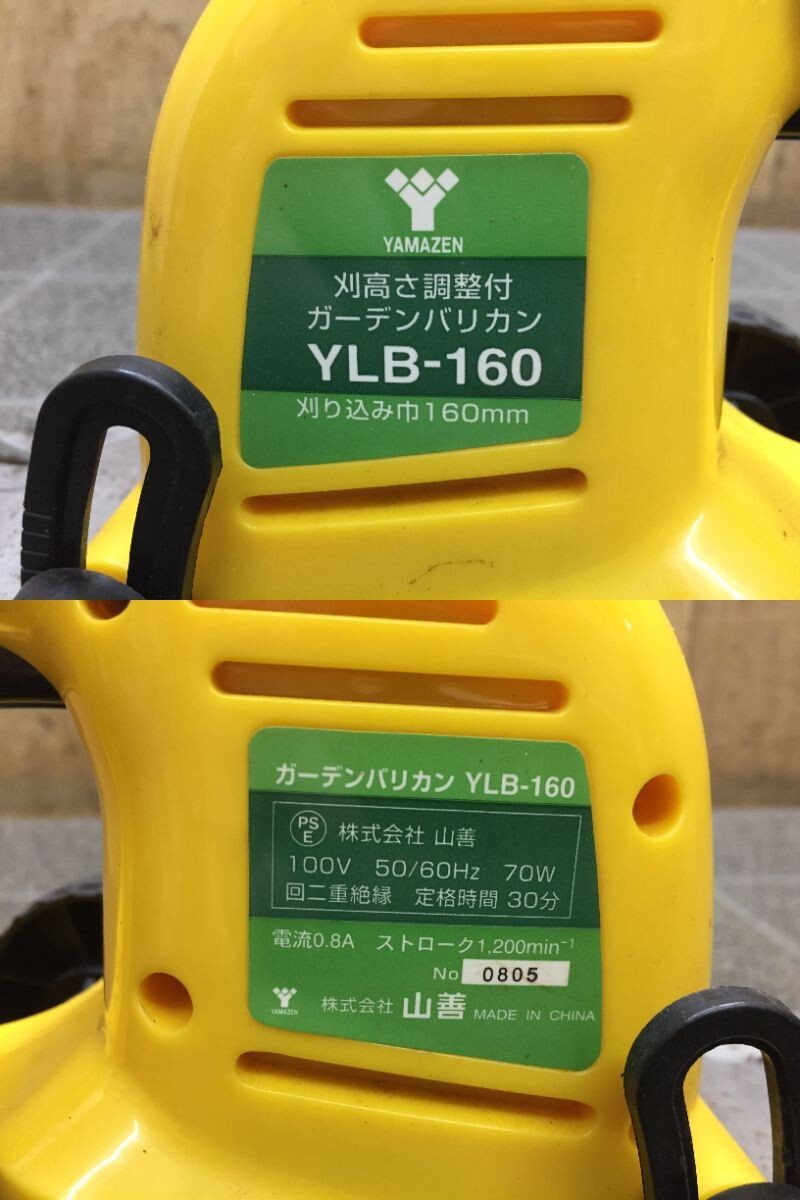 YAMAZEN
刈高さ調整付
ガーデンバリカン
YLB-160
刈り込み巾160mm
ガーデンバリカン YLB-160
PS
E
株式会社 山善
100V 50/60Hz 70W
回二重絶縁 定格時間 30分
電流0.8A ストローク1,200min⁻¹
No 0805
YAMAZEN
株式会社 山善 MADE IN CHINA